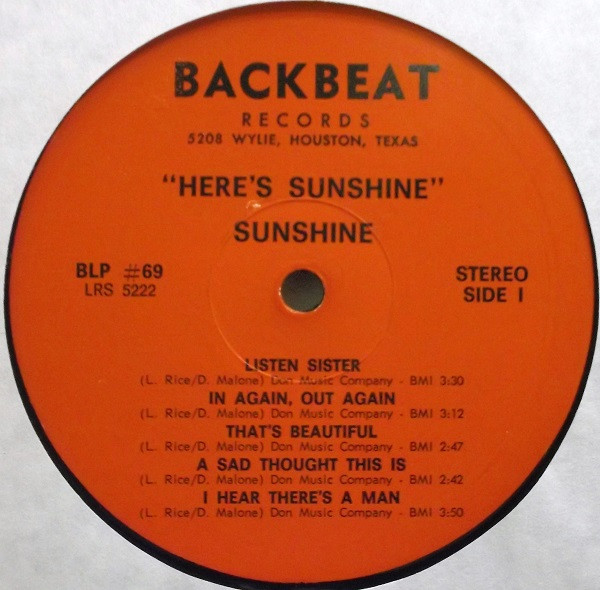 BACKBEAT
RECORDS
5208 WYLIE, HOUSTON, TEXAS
"HERE'S SUNSHINE"
SUNSHINE
BLP #69
LRS 5222
STEREO
SIDE I
LISTEN SISTER
(L. Rice/D. Malone) Don Music Company - BMI 3:30
IN AGAIN, OUT AGAIN
(L. Rice/D. Malone) Don Music Company - BMI 3:12
THAT'S BEAUTIFUL
(L. Rice/D. Malone) Don Music Company - BMI 2:47
A SAD THOUGHT THIS IS
(L. Rice/D. Malone) Don Music Company - BMI 2:42
I HEAR THERE'S A MAN
(L. Rice/D. Malone) Don Music Company - BMI 3:50